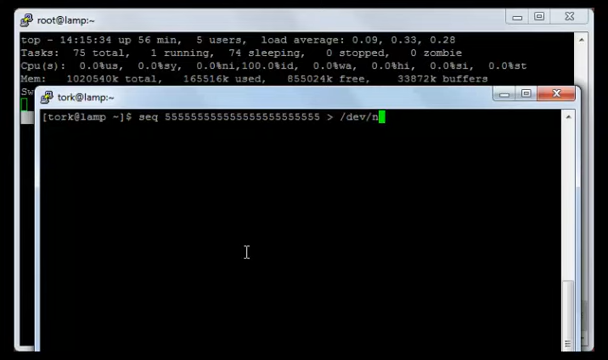 root@lamp:~
top - 14:15:34 up 56 min, 5 users, load average: 0.09, 0.33, 0.28
Tasks: 75 total, 1 running, 74 sleeping, 0 stopped, 0 zombie
Cpu(s): 0.0%us, 0.0%sy, 0.0%ni,100.0%id, 0.0%wa, 0.0%hi, 0.0%si, 0.0%st
Mem: 1020540k total, 165516k used, 855024k free, 33872k buffers
Sw
tork@lamp:~
[tork@lamp ~]$ seq 555555555555555555555555 > /dev/n